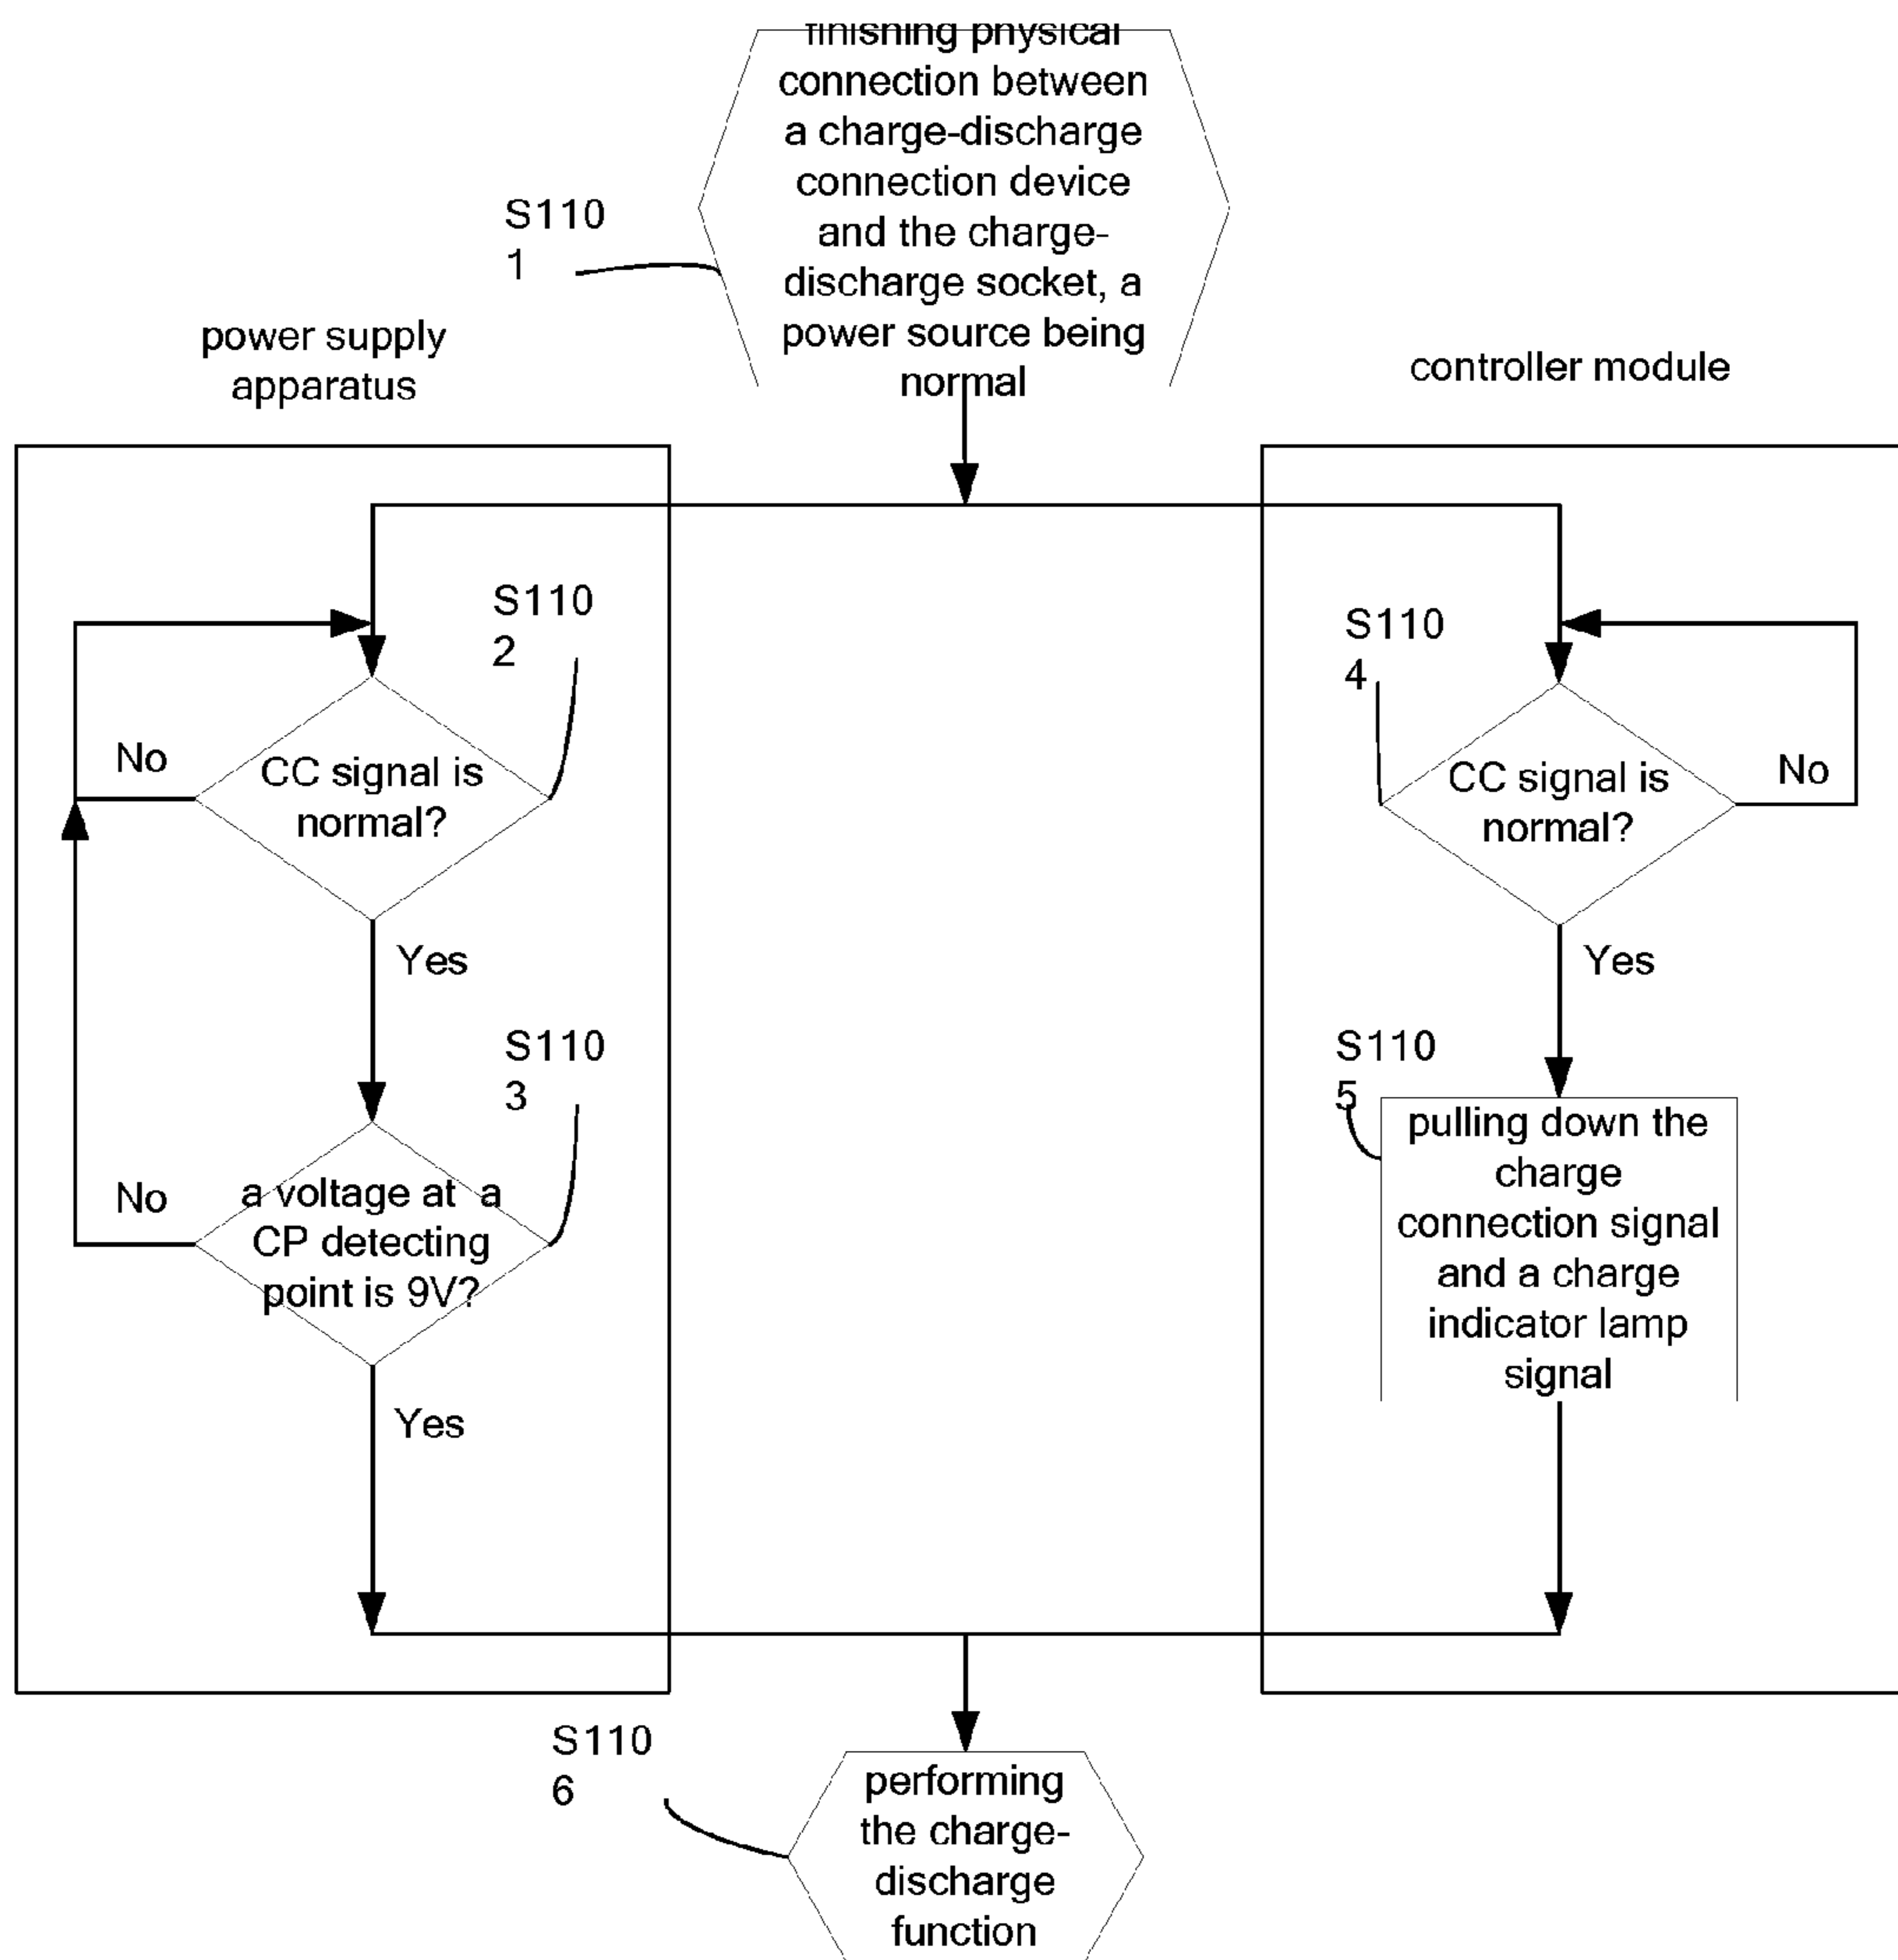 finishing physical
connection between
a charge-discharge
connection device
and the charge-
discharge socket, a
power source being
normal
S110
1
power supply
apparatus
controller module
S110
2
CC signal is
normal?
No
Yes
S110
3
a voltage at a
CP detecting
point is 9V?
No
Yes
S110
4
CC signal is
normal?
No
Yes
S110
5
pulling down the
charge
connection signal
and a charge
indicator lamp
signal
S110
6
performing
the charge-
discharge
function